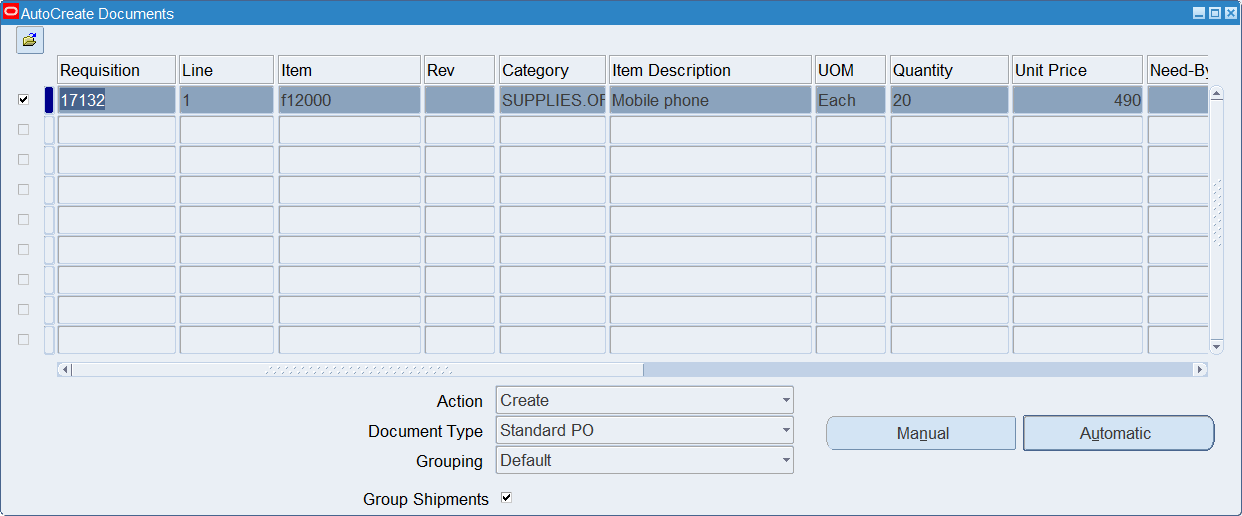 AutoCreate Documents
Requisition Line Item Rev Category Item Description UOM Quantity Unit Price Need-By
17132 1 f12000 SUPPLIES.OF Mobile phone Each 20 490
Action Create
Document Type Standard PO
Manual Automatic
Grouping Default
Group Shipments